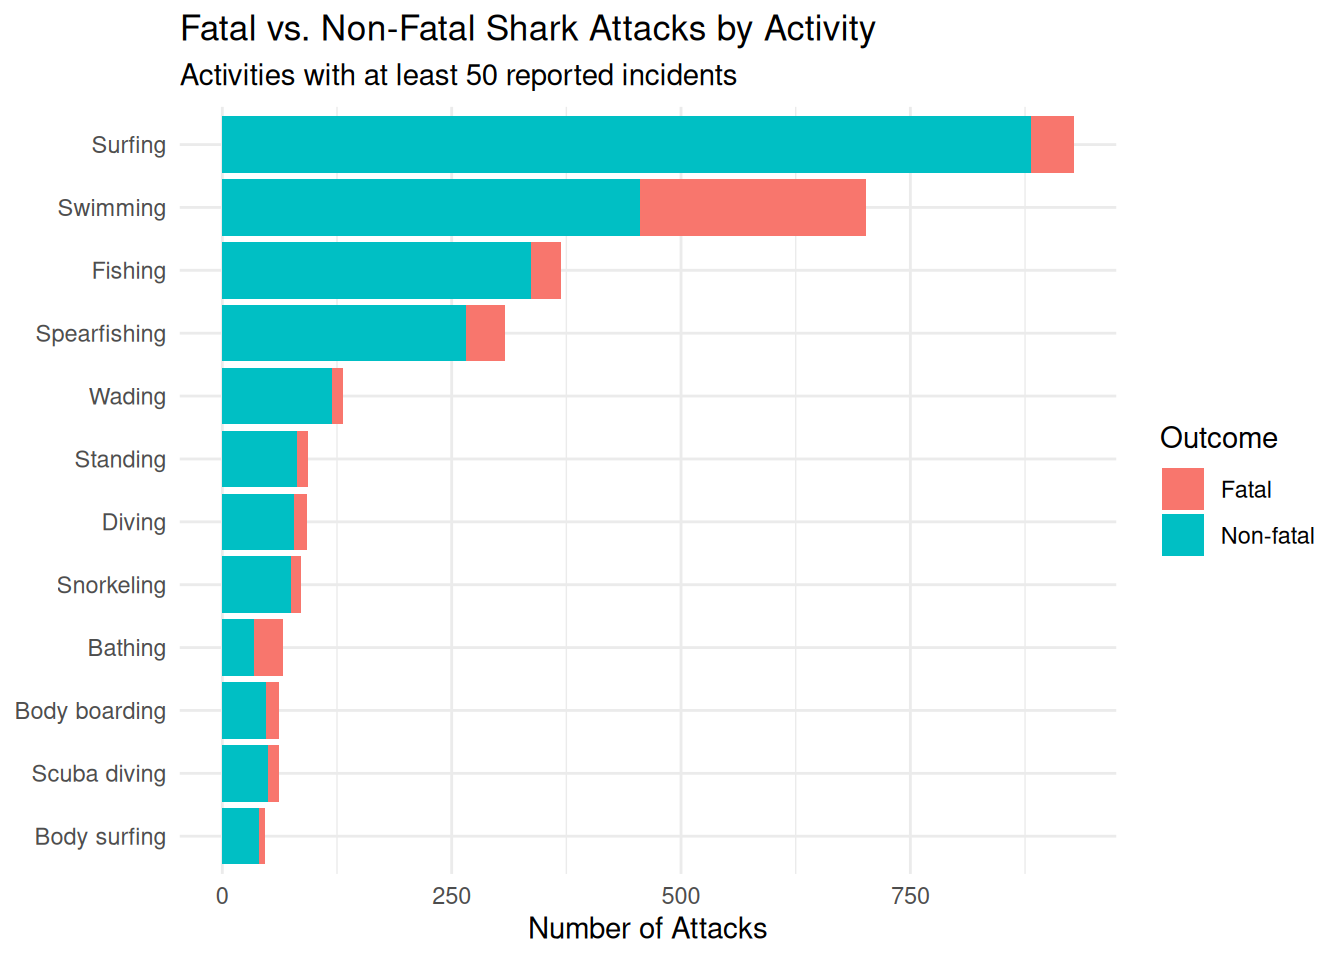 Fatal vs. Non-Fatal Shark Attacks by Activity
Activities with at least 50 reported incidents
Surfing
Swimming
Fishing
Spearfishing
Wading
Standing
Diving
Snorkeling
Bathing
Body boarding
Scuba diving
Body surfing
0 250 500 750
Number of Attacks
Outcome
Fatal
Non-fatal